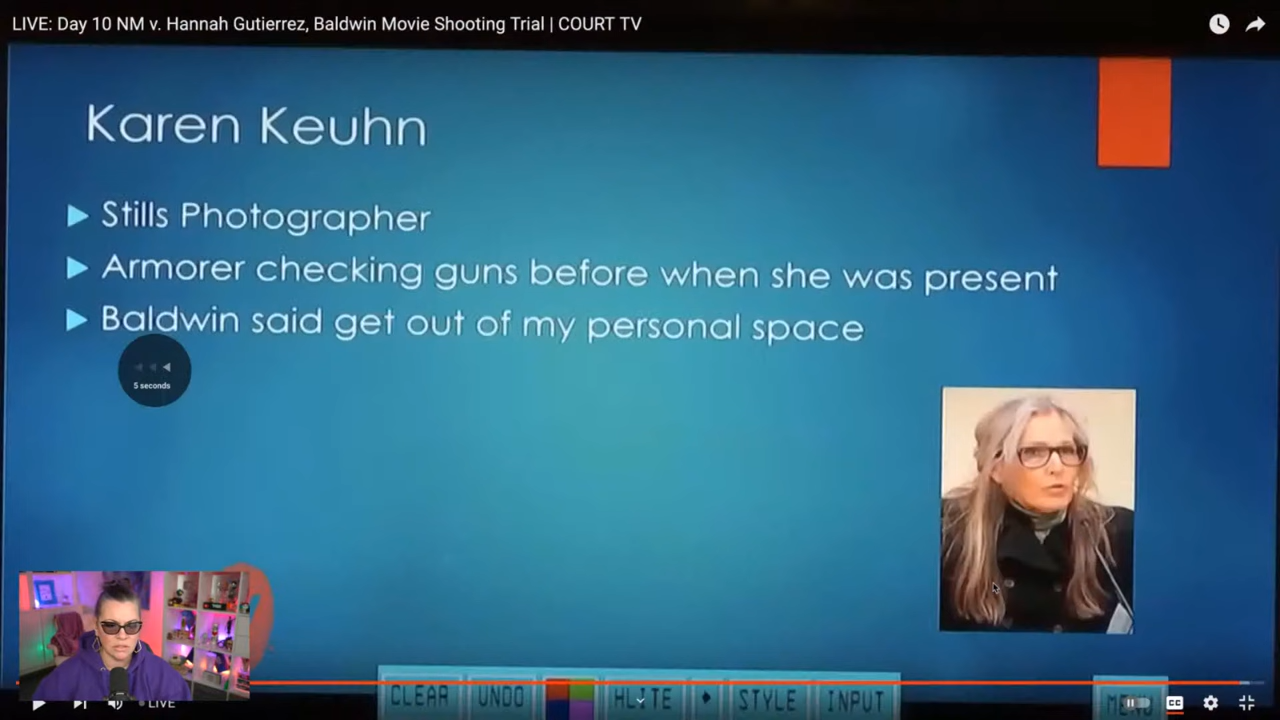 LIVE: Day 10 NM v. Hannah Gutierrez, Baldwin Movie Shooting Trial | COURT TV
Karen Keuhn
Stills Photographer
Armorer checking guns before when she was present
Baldwin said get out of my personal space
5 seconds
CLEAR UNDO HLITE STYLE INPUT MENU
LIVE CC